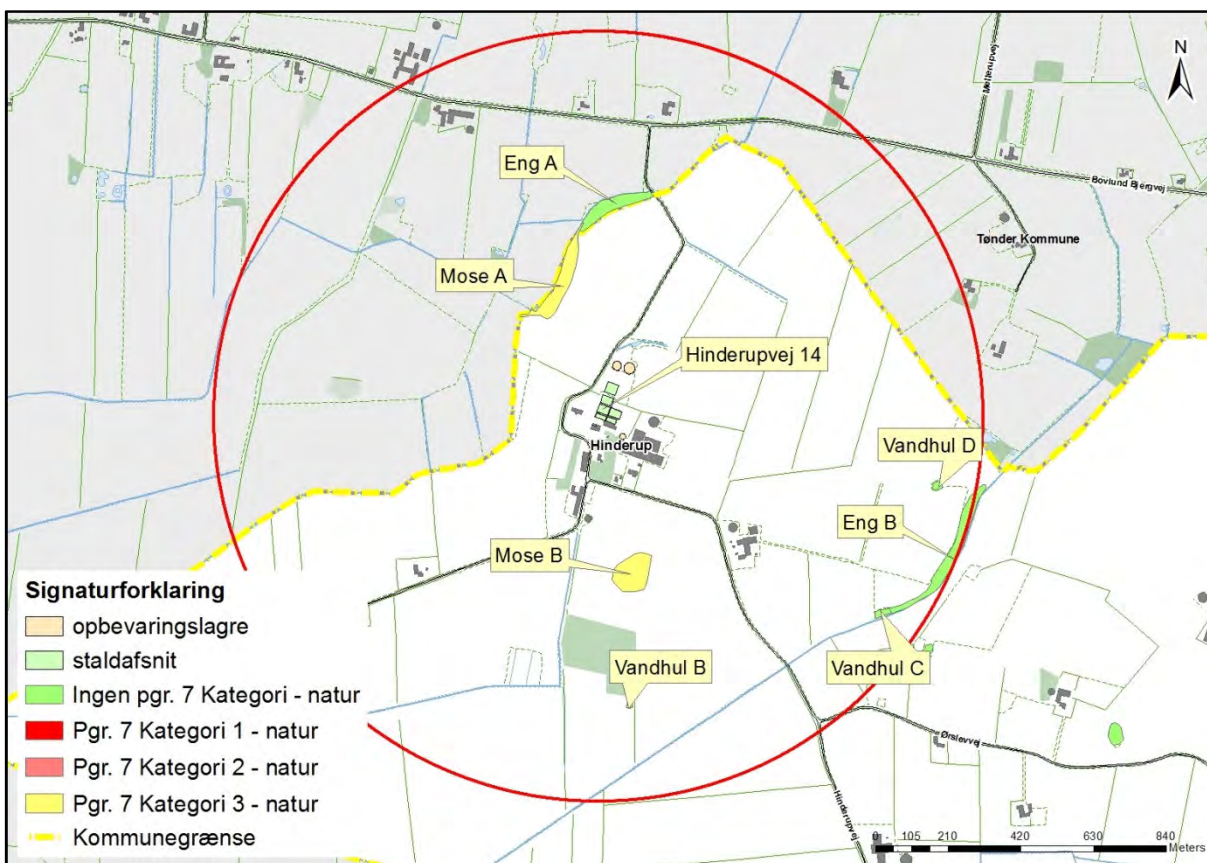 N
Mellerupvej
Eng A
Bovlund Bjergvej
Tønder Kommune
Mose A
Hinderupvej 14
Hinderup
Vandhul D
Eng B
Mose B
Vandhul B
Vandhul C
Ørslevvej
Hinderupvej
Signaturforklaring
opbevaringslagre
staldafsnit
Ingen pgr. 7 Kategori - natur
Pgr. 7 Kategori 1 - natur
Pgr. 7 Kategori 2 - natur
Pgr. 7 Kategori 3 - natur
Kommunegrænse
0 105 210 420 630 840
Meters